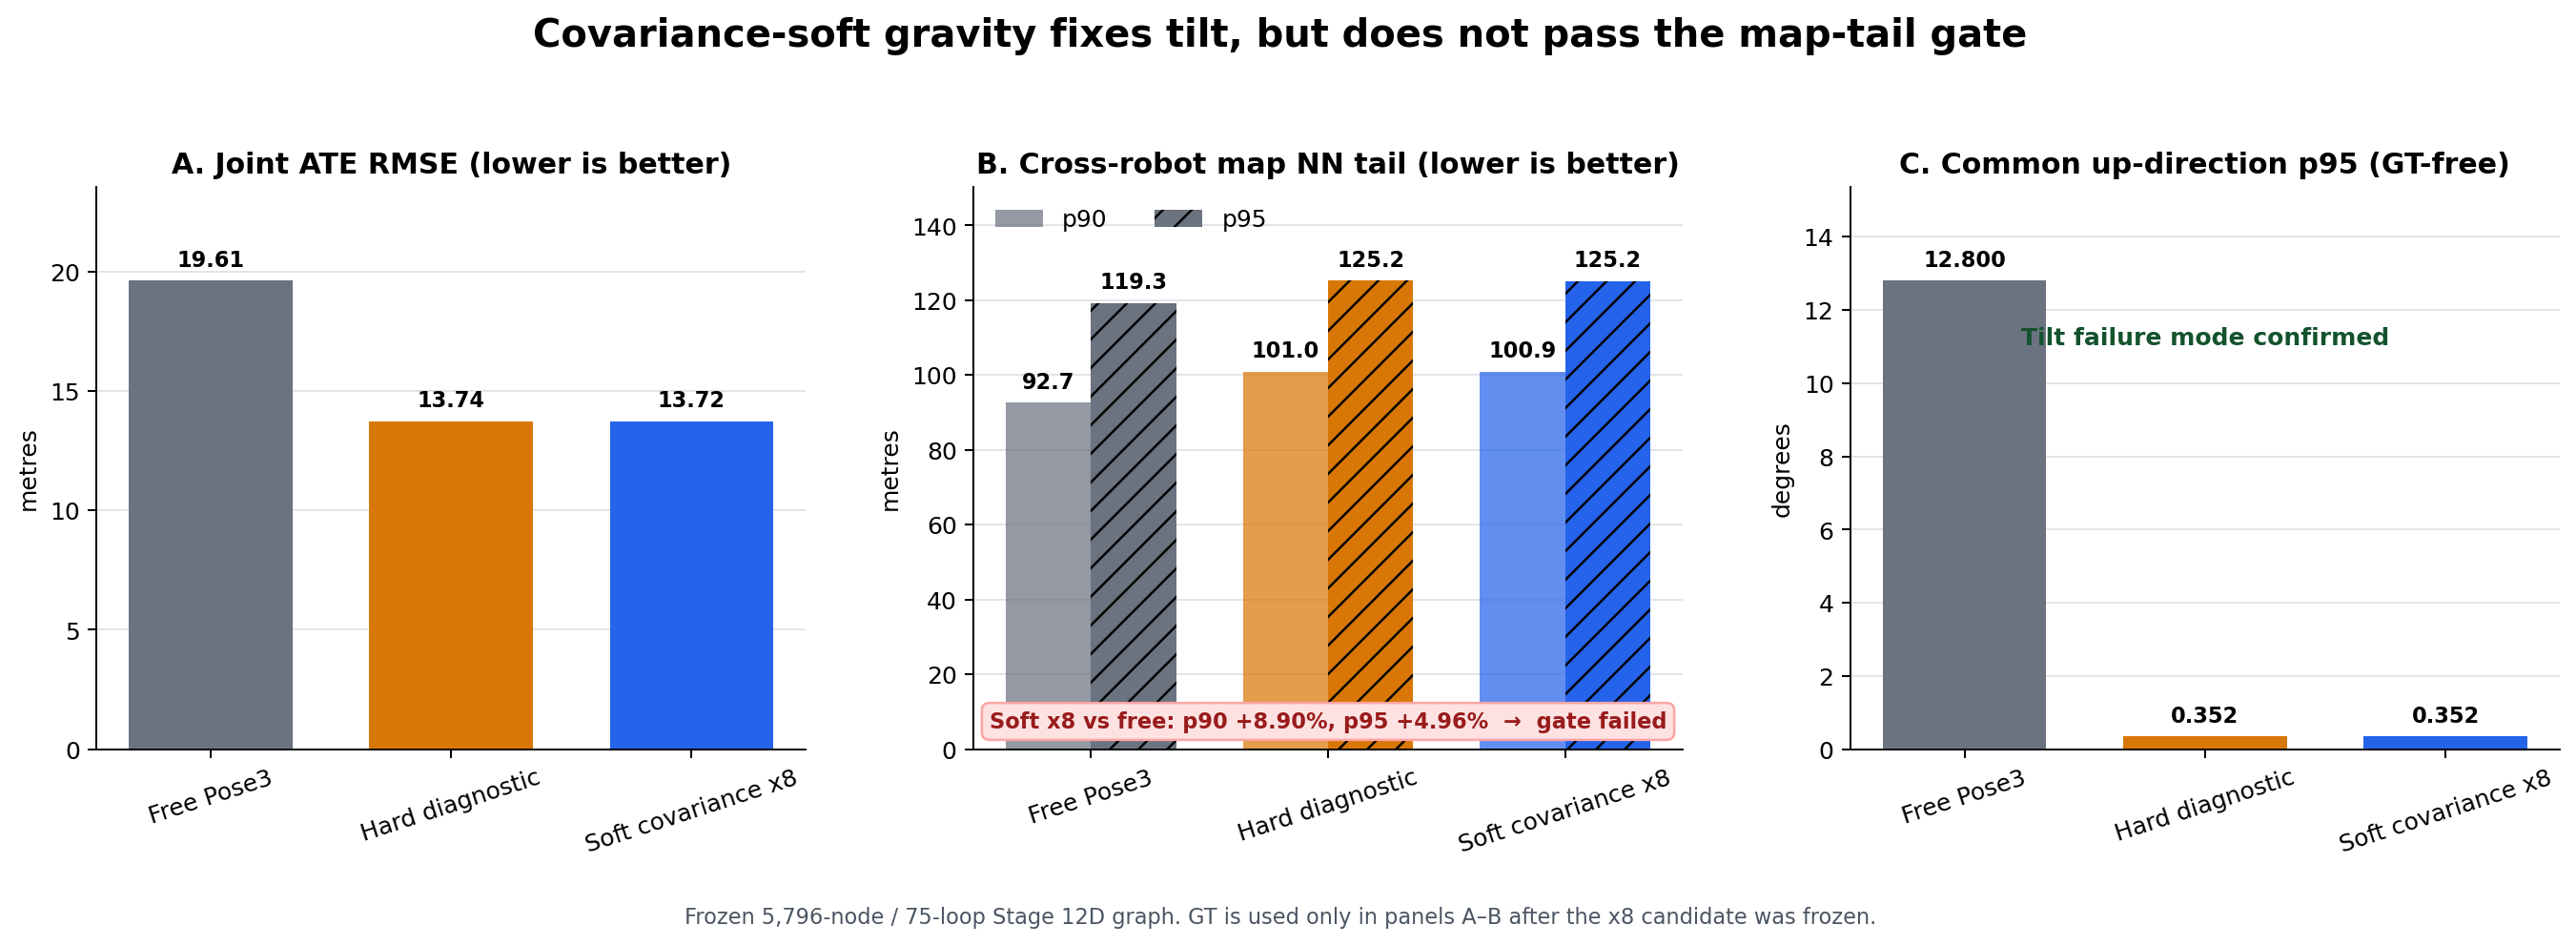 Covariance-soft gravity fixes tilt, but does not pass the map-tail gate
A. Joint ATE RMSE (lower is better)
metres
20
15
10
5
0
19.61
13.74
13.72
Free Pose3
Hard diagnostic
Soft covariance x8
B. Cross-robot map NN tail (lower is better)
p90
p95
metres
140
120
100
80
60
40
20
0
92.7
119.3
101.0
125.2
100.9
125.2
Soft x8 vs free: p90 +8.90%, p95 +4.96% → gate failed
Free Pose3
Hard diagnostic
Soft covariance x8
C. Common up-direction p95 (GT-free)
degrees
14
12
10
8
6
4
2
0
12.800
Tilt failure mode confirmed
0.352
0.352
Free Pose3
Hard diagnostic
Soft covariance x8
Frozen 5,796-node / 75-loop Stage 12D graph. GT is used only in panels A–B after the x8 candidate was frozen.